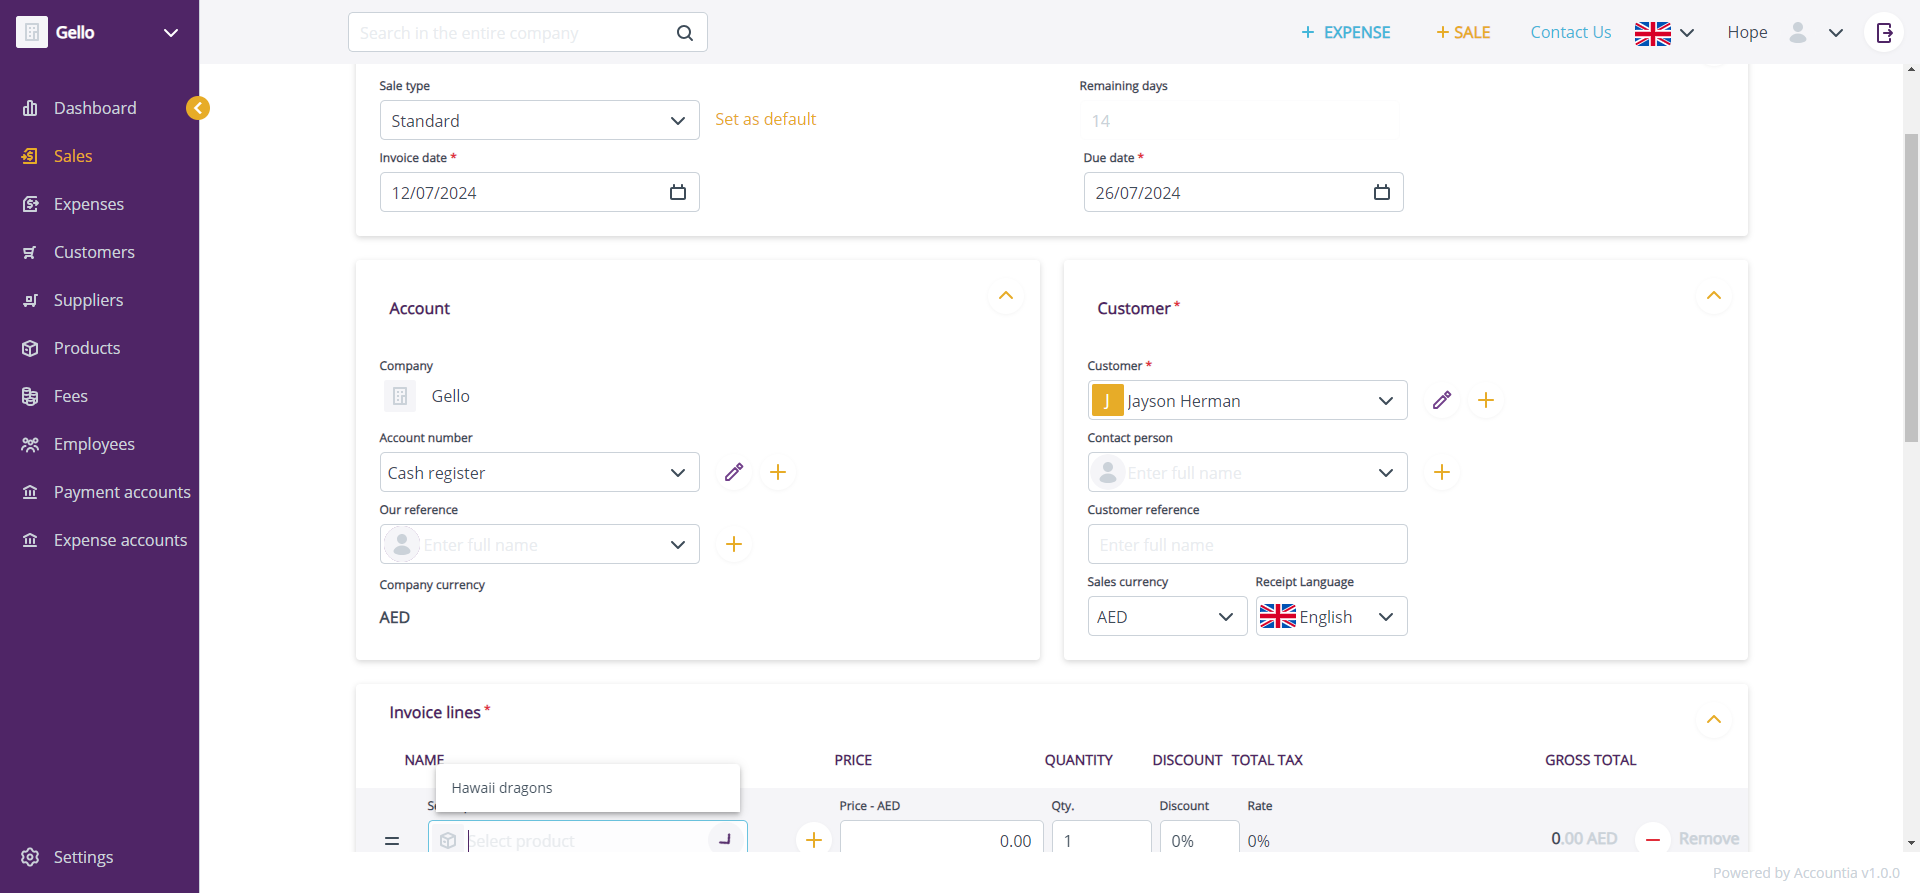 Gello
Search in the entire company
+ EXPENSE
+ SALE
Contact Us
Hope
Dashboard
Sales
Expenses
Customers
Suppliers
Products
Fees
Employees
Payment accounts
Expense accounts
Settings
Sale type
Remaining days
Standard
Set as default
14
Invoice date *
Due date *
12/07/2024
26/07/2024
Account
Customer *
Company
Gello
Customer *
J Jayson Herman
Account number
Contact person
Cash register
Enter full name
Our reference
Customer reference
Enter full name
Enter full name
Company currency
AED
Sales currency
Receipt Language
AED
English
Invoice lines *
NAME PRICE QUANTITY DISCOUNT TOTAL TAX GROSS TOTAL
Hawaii dragons
Price - AED Qty. Discount Rate
Select product 0.00 1 0% 0% 0.00 AED Remove
Powered by Accountia v1.0.0